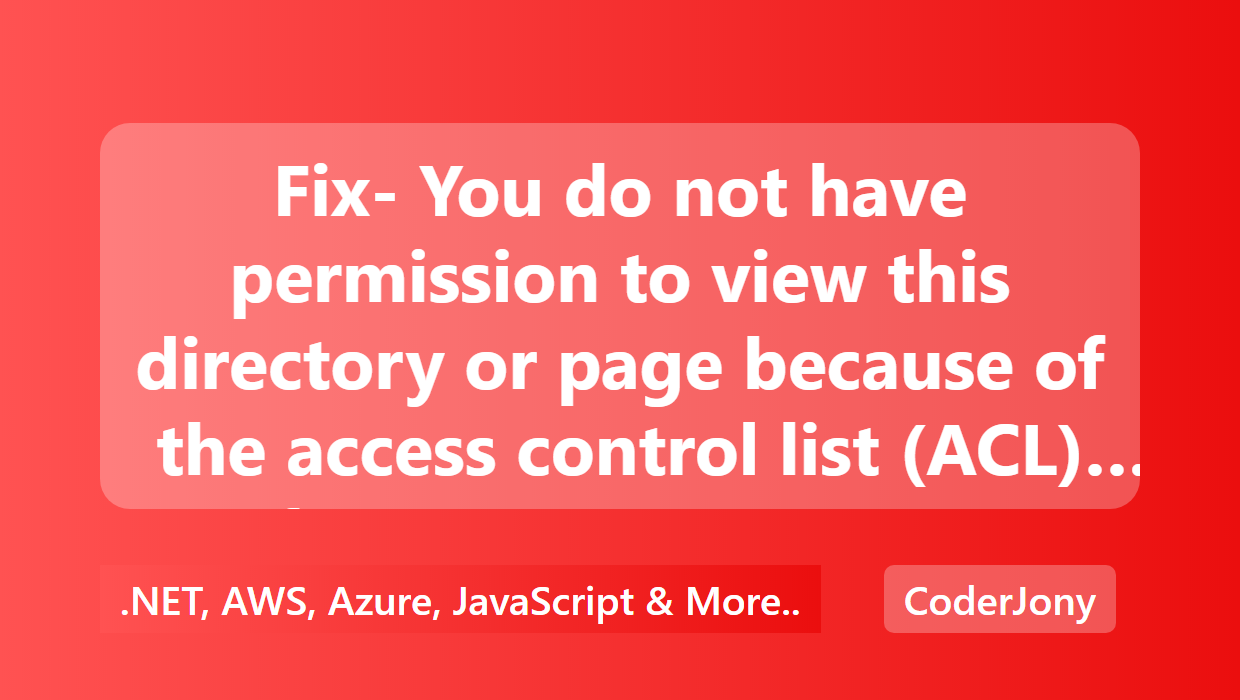 Fix- You do not have
permission to view this
directory or page because of
the access control list (ACL)...
.NET, AWS, Azure, JavaScript & More..
CoderJony